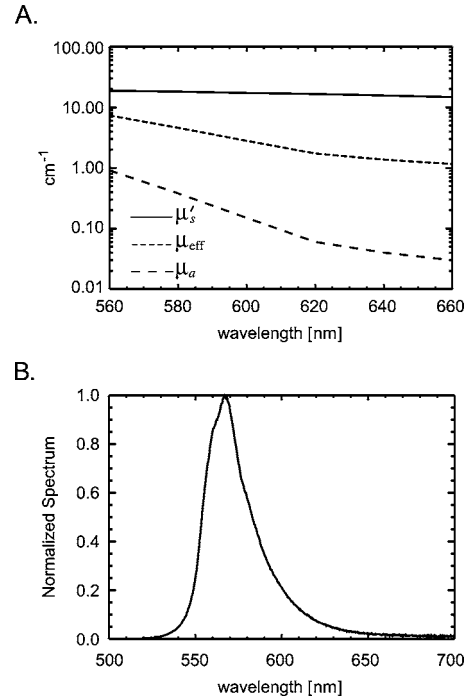 A.
100.00
10.00
1.00
0.10
0.01
cm-1
μ′s
μeff
μa
560 580 600 620 640 660
wavelength [nm]
B.
1.0
0.8
0.6
0.4
0.2
0.0
Normalized Spectrum
500 550 600 650 700
wavelength [nm]